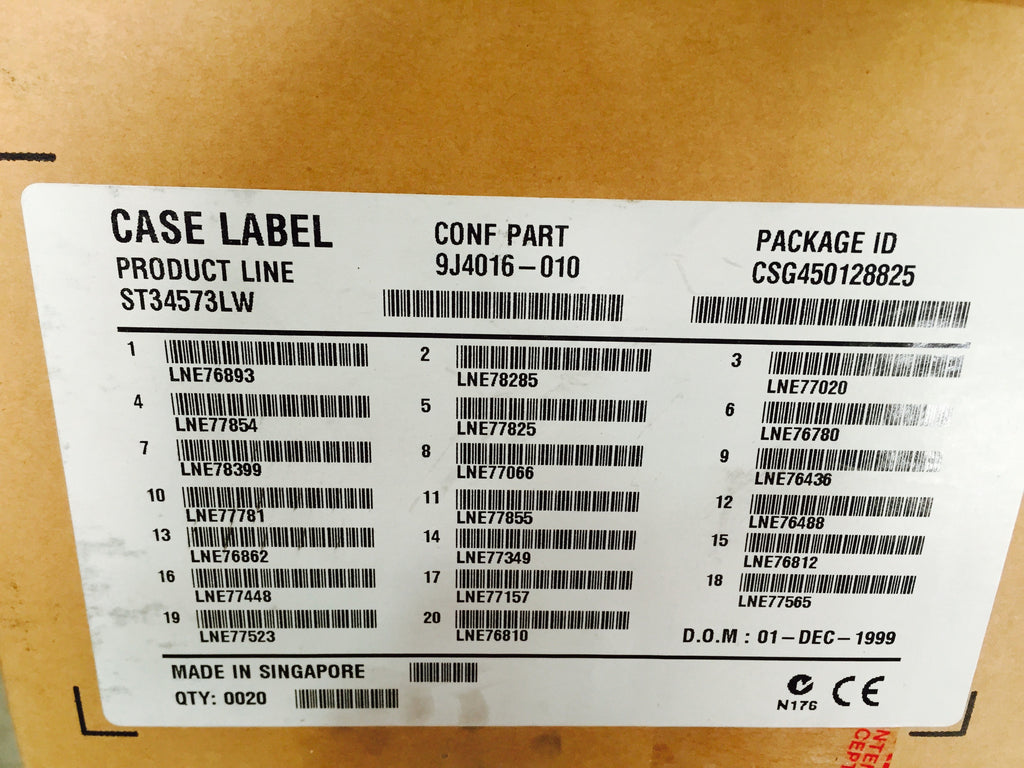 CASE LABEL
PRODUCT LINE
ST34573LW
CONF PART
9J4016-010
PACKAGE ID
CSG450128825
1 LNE76893
2 LNE78285
3 LNE77020
4 LNE77854
5 LNE77825
6 LNE76780
7 LNE78399
8 LNE77066
9 LNE76436
10 LNE77781
11 LNE77855
12 LNE76488
13 LNE76862
14 LNE77349
15 LNE76812
16 LNE77448
17 LNE77157
18 LNE77565
19 LNE77523
20 LNE76810
D.O.M : 01-DEC-1999
MADE IN SINGAPORE
QTY: 0020
N176
CE